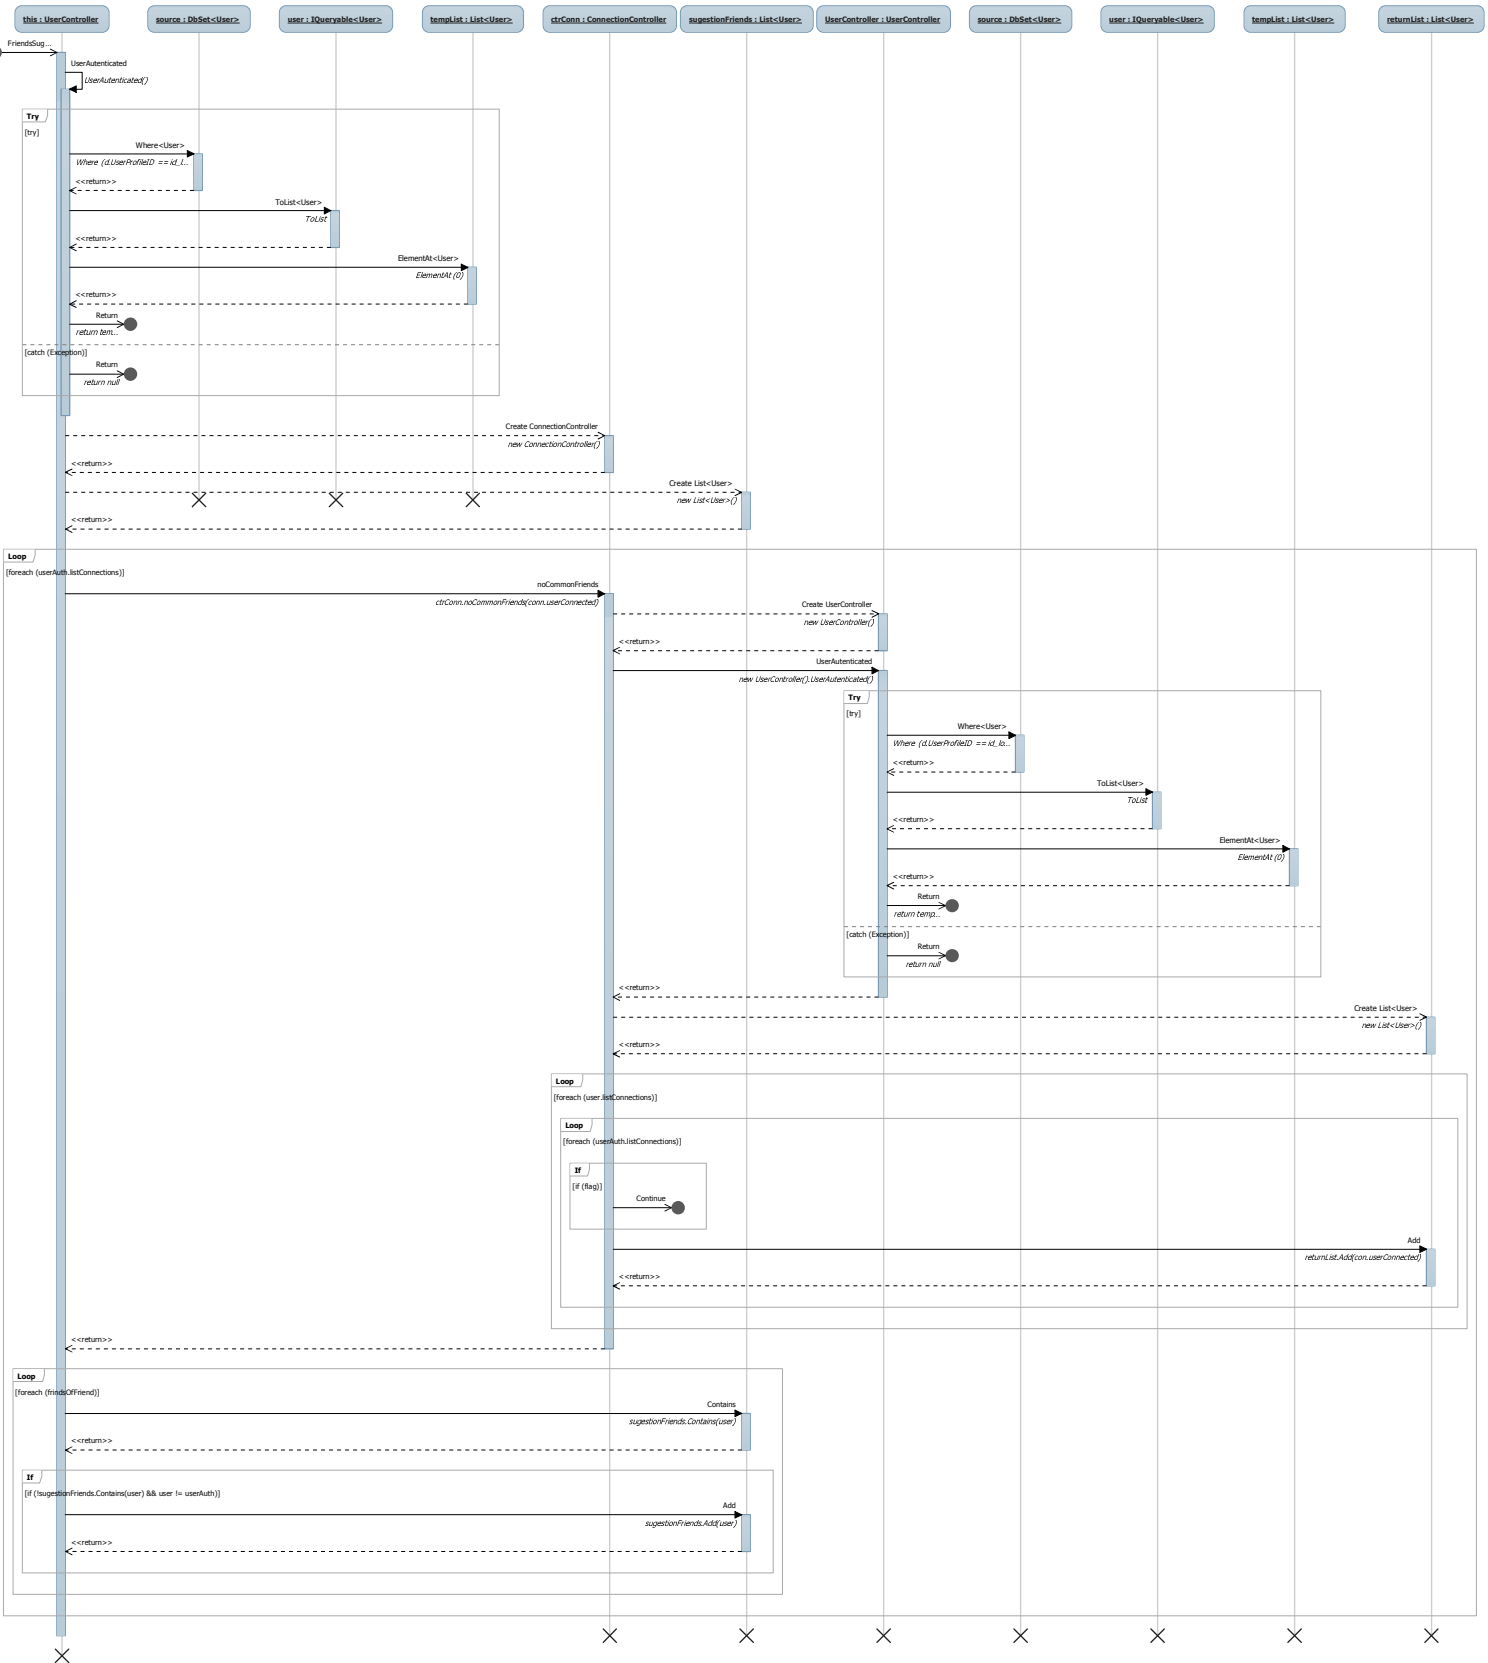 this : UserController
source : DbSet<User>
user : IQueryable<User>
tempList : List<User>
ctrConn : ConnectionController
sugestionFriends : List<User>
UserController : UserController
source : DbSet<User>
user : IQueryable<User>
tempList : List<User>
returnList : List<User>
FriendsSug...
UserAutenticated
UserAutenticated()
Try
[try]
Where<User>
Where (d.UserProfileID == id_l...
<<return>>
ToList<User>
ToList
<<return>>
ElementAt<User>
ElementAt (0)
<<return>>
Return
return tem...
[catch (Exception)]
Return
return null
Create ConnectionController
new ConnectionController()
<<return>>
Create List<User>
new List<User>()
<<return>>
Loop
[foreach (userAuth.listConnections)]
noCommonFriends
ctrConn.noCommonFriends(conn.userConnected)
Create UserController
new UserController()
<<return>>
UserAutenticated
new UserController().UserAutenticated()
Try
[try]
Where<User>
Where (d.UserProfileID == id_lo...
<<return>>
ToList<User>
ToList
<<return>>
ElementAt<User>
ElementAt (0)
<<return>>
Return
return temp...
[catch (Exception)]
Return
return null
<<return>>
Create List<User>
new List<User>()
<<return>>
Loop
[foreach (user.listConnections)]
Loop
[foreach (userAuth.listConnections)]
If
[if (flag)]
Continue
Add
returnList.Add(con.userConnected)
<<return>>
<<return>>
Loop
[foreach (frindsOfFriend)]
Contains
sugestionFriends.Contains(user)
<<return>>
If
[if (!sugestionFriends.Contains(user) && user != userAuth)]
Add
sugestionFriends.Add(user)
<<return>>